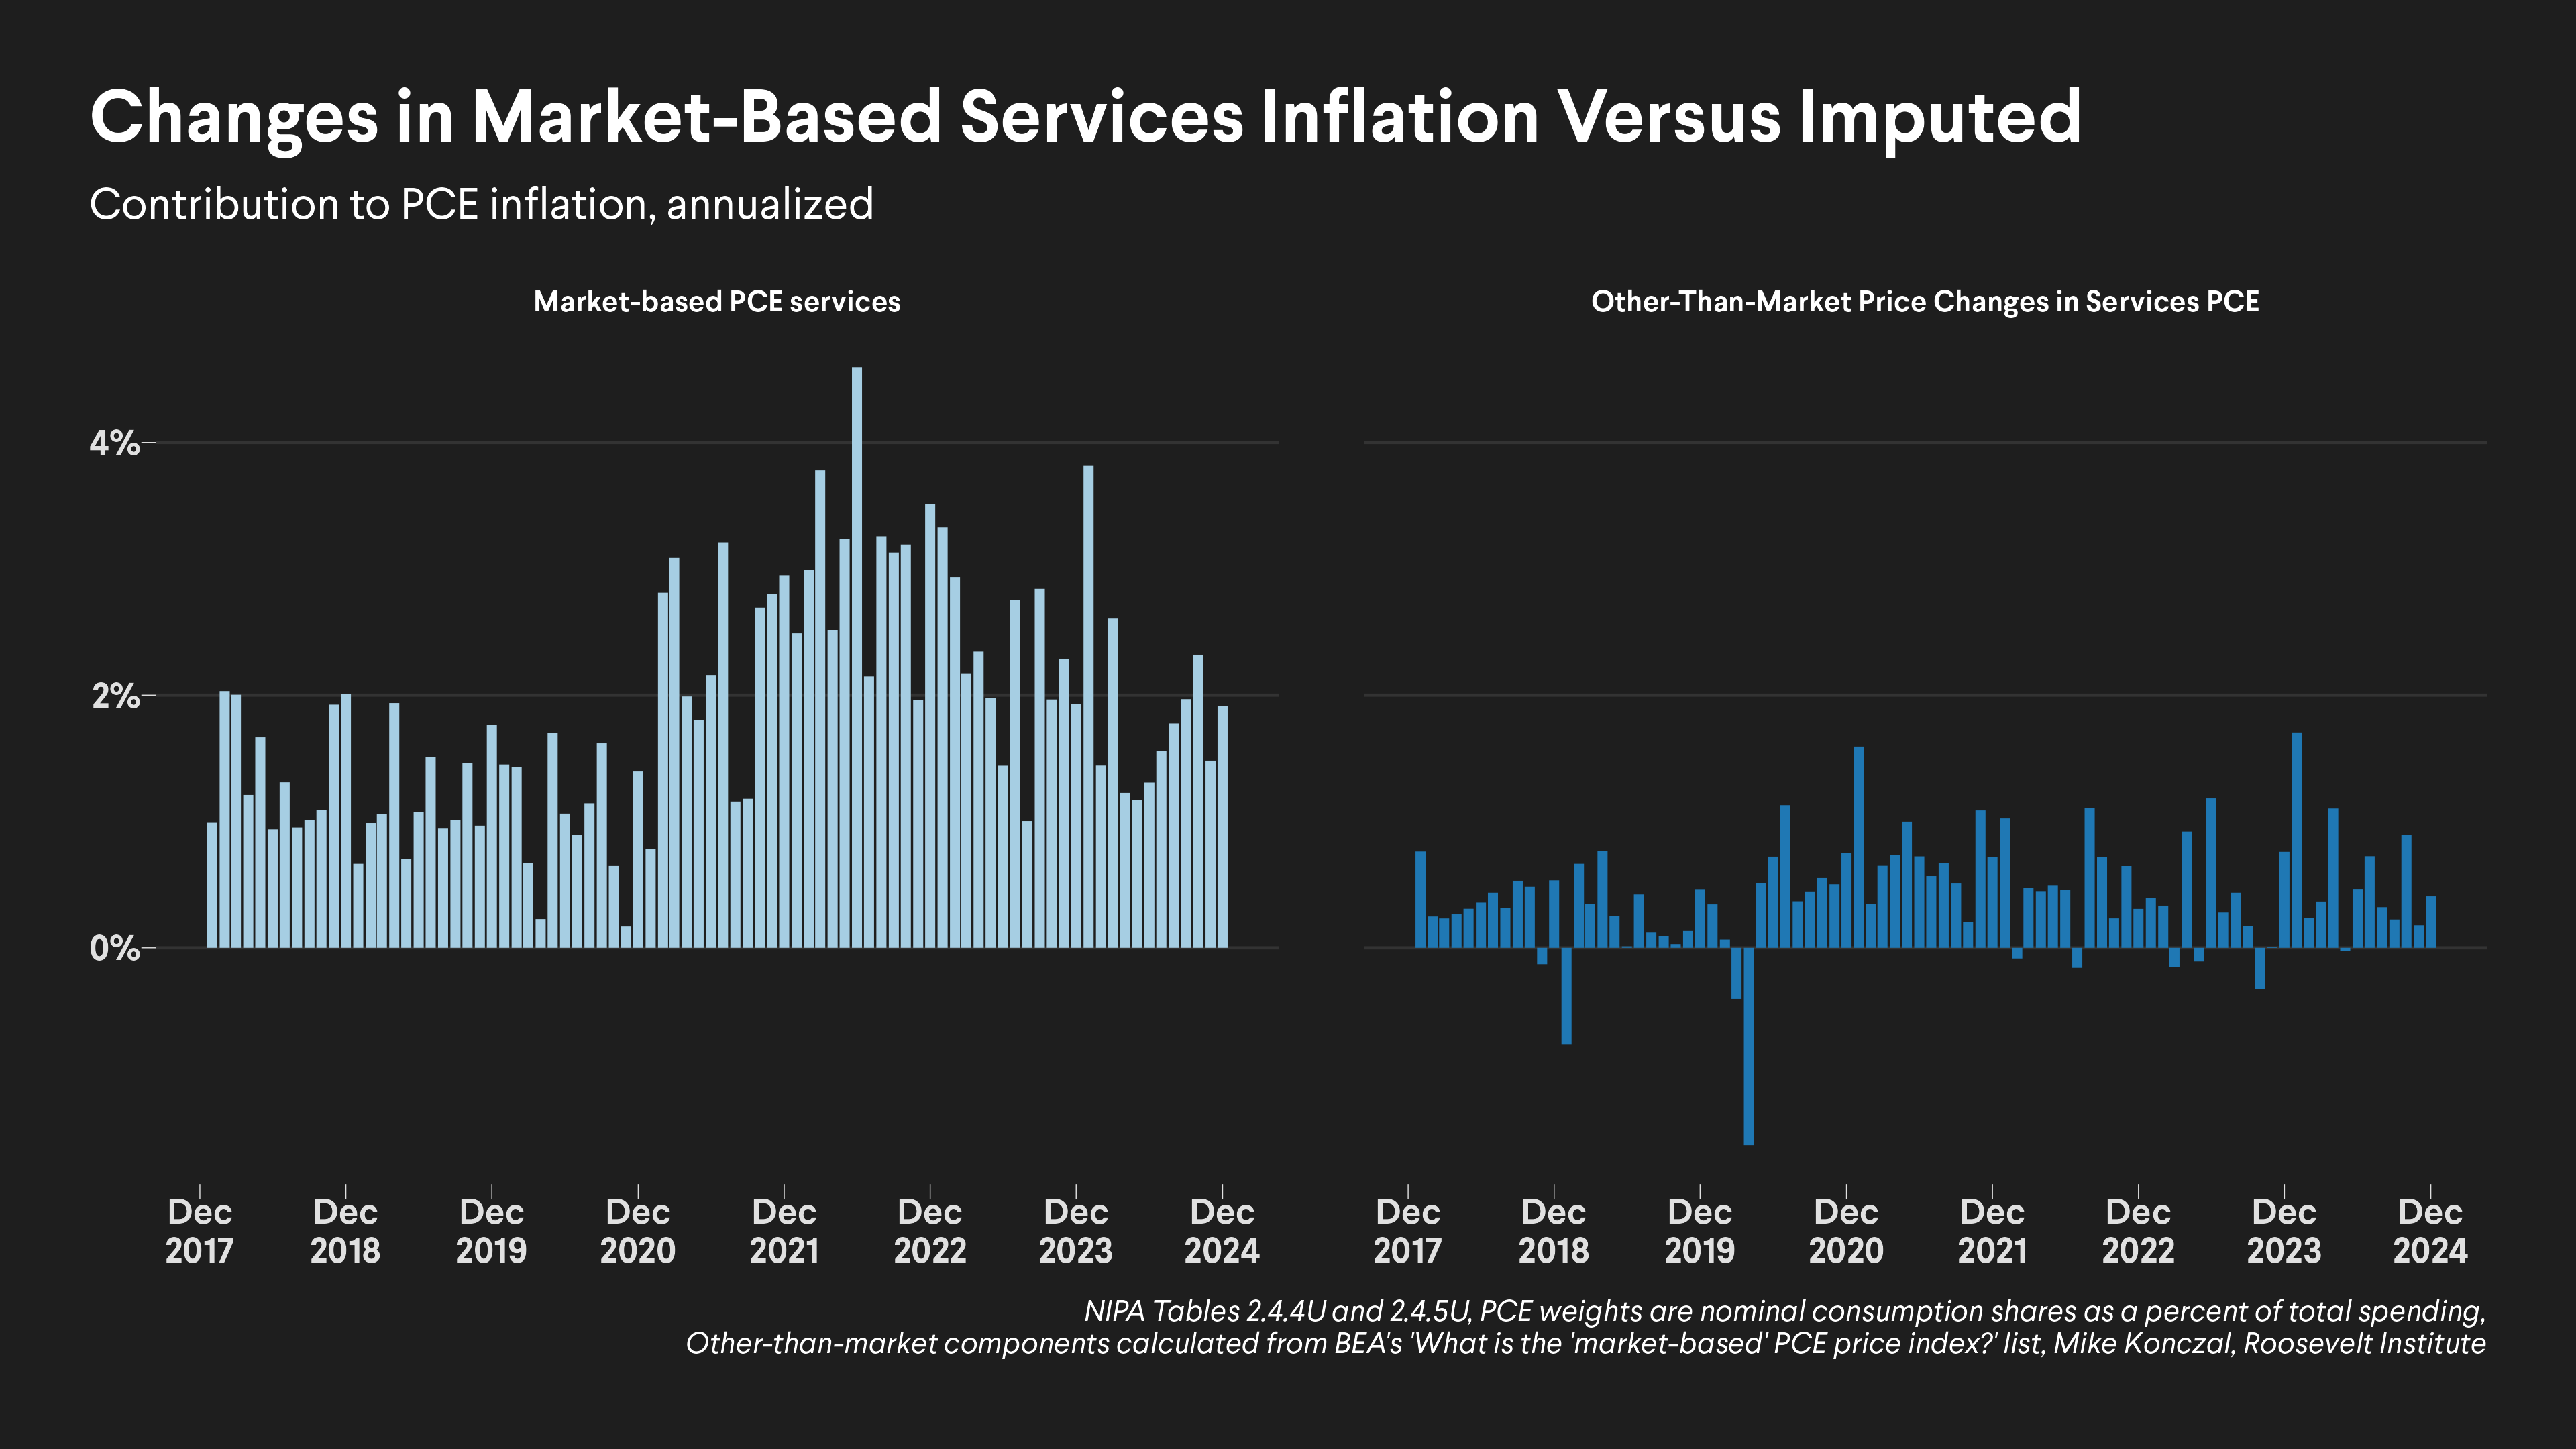 Changes in Market-Based Services Inflation Versus Imputed
Contribution to PCE inflation, annualized
Market-based PCE services
Other-Than-Market Price Changes in Services PCE
4%
2%
0%
Dec 2017
Dec 2018
Dec 2019
Dec 2020
Dec 2021
Dec 2022
Dec 2023
Dec 2024
Dec 2017
Dec 2018
Dec 2019
Dec 2020
Dec 2021
Dec 2022
Dec 2023
Dec 2024
NIPA Tables 2.4.4U and 2.4.5U, PCE weights are nominal consumption shares as a percent of total spending,
Other-than-market components calculated from BEA's 'What is the 'market-based' PCE price index?' list, Mike Konczal, Roosevelt Institute